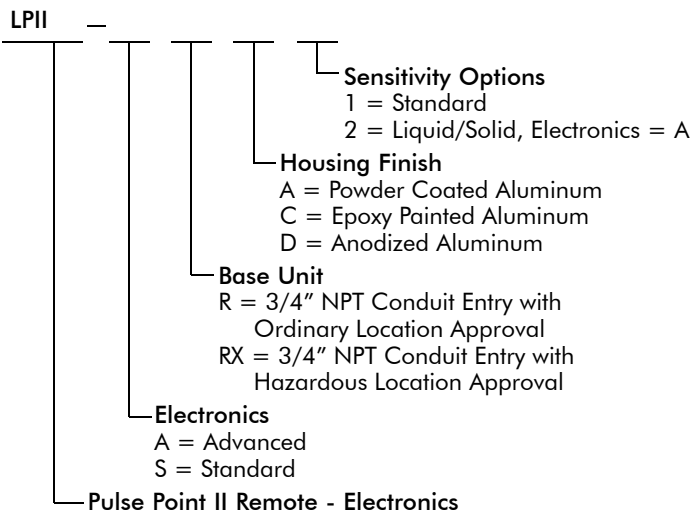 LPII –
Sensitivity Options
1 = Standard
2 = Liquid/Solid, Electronics = A
Housing Finish
A = Powder Coated Aluminum
C = Epoxy Painted Aluminum
D = Anodized Aluminum
Base Unit
R = 3/4″ NPT Conduit Entry with
Ordinary Location Approval
RX = 3/4″ NPT Conduit Entry with
Hazardous Location Approval
Electronics
A = Advanced
S = Standard
Pulse Point II Remote - Electronics